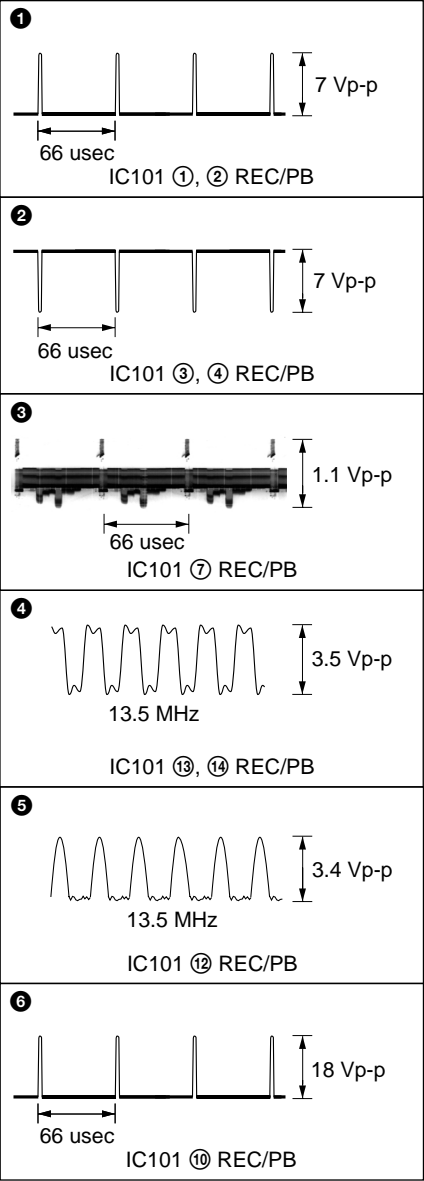 ❶
7 Vp-p
66 usec
IC101 ①, ② REC/PB
❷
7 Vp-p
66 usec
IC101 ③, ④ REC/PB
❸
1.1 Vp-p
66 usec
IC101 ⑦ REC/PB
❹
3.5 Vp-p
13.5 MHz
IC101 ⑬, ⑭ REC/PB
❺
3.4 Vp-p
13.5 MHz
IC101 ⑫ REC/PB
❻
18 Vp-p
66 usec
IC101 ⑩ REC/PB